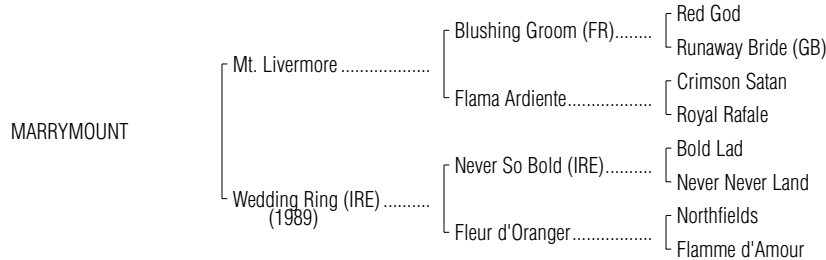 Red God
Blushing Groom (FR)........
Runaway Bride (GB)
Mt. Livermore ....................
Crimson Satan
Flama Ardiente..................
Royal Rafale
MARRYMOUNT
Bold Lad
Never So Bold (IRE)..........
Never Never Land
Wedding Ring (IRE) ..........
(1989)
Northfields
Fleur d'Oranger.................
Flamme d'Amour